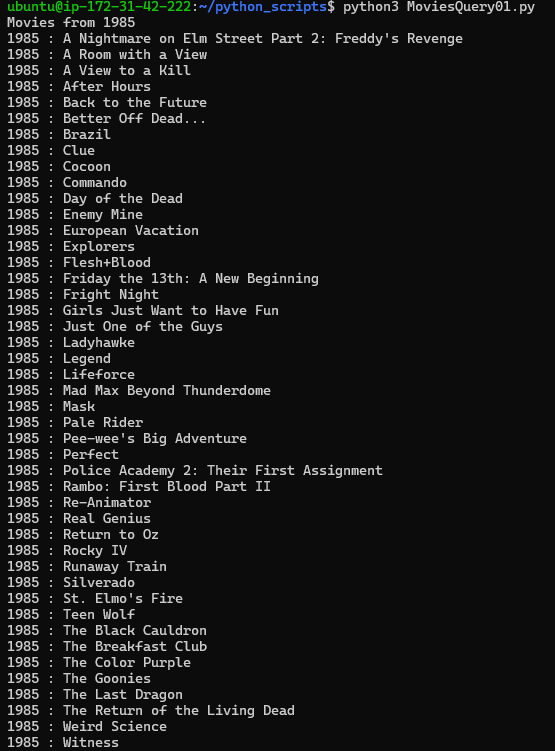 ubuntu@ip-172-31-42-222:~/python_scripts$ python3 MoviesQuery01.py
Movies from 1985
1985 : A Nightmare on Elm Street Part 2: Freddy's Revenge
1985 : A Room with a View
1985 : A View to a Kill
1985 : After Hours
1985 : Back to the Future
1985 : Better Off Dead...
1985 : Brazil
1985 : Clue
1985 : Cocoon
1985 : Commando
1985 : Day of the Dead
1985 : Enemy Mine
1985 : European Vacation
1985 : Explorers
1985 : Flesh+Blood
1985 : Friday the 13th: A New Beginning
1985 : Fright Night
1985 : Girls Just Want to Have Fun
1985 : Just One of the Guys
1985 : Ladyhawke
1985 : Legend
1985 : Lifeforce
1985 : Mad Max Beyond Thunderdome
1985 : Mask
1985 : Pale Rider
1985 : Pee-wee's Big Adventure
1985 : Perfect
1985 : Police Academy 2: Their First Assignment
1985 : Rambo: First Blood Part II
1985 : Re-Animator
1985 : Real Genius
1985 : Return to Oz
1985 : Rocky IV
1985 : Runaway Train
1985 : Silverado
1985 : St. Elmo's Fire
1985 : Teen Wolf
1985 : The Black Cauldron
1985 : The Breakfast Club
1985 : The Color Purple
1985 : The Goonies
1985 : The Last Dragon
1985 : The Return of the Living Dead
1985 : Weird Science
1985 : Witness